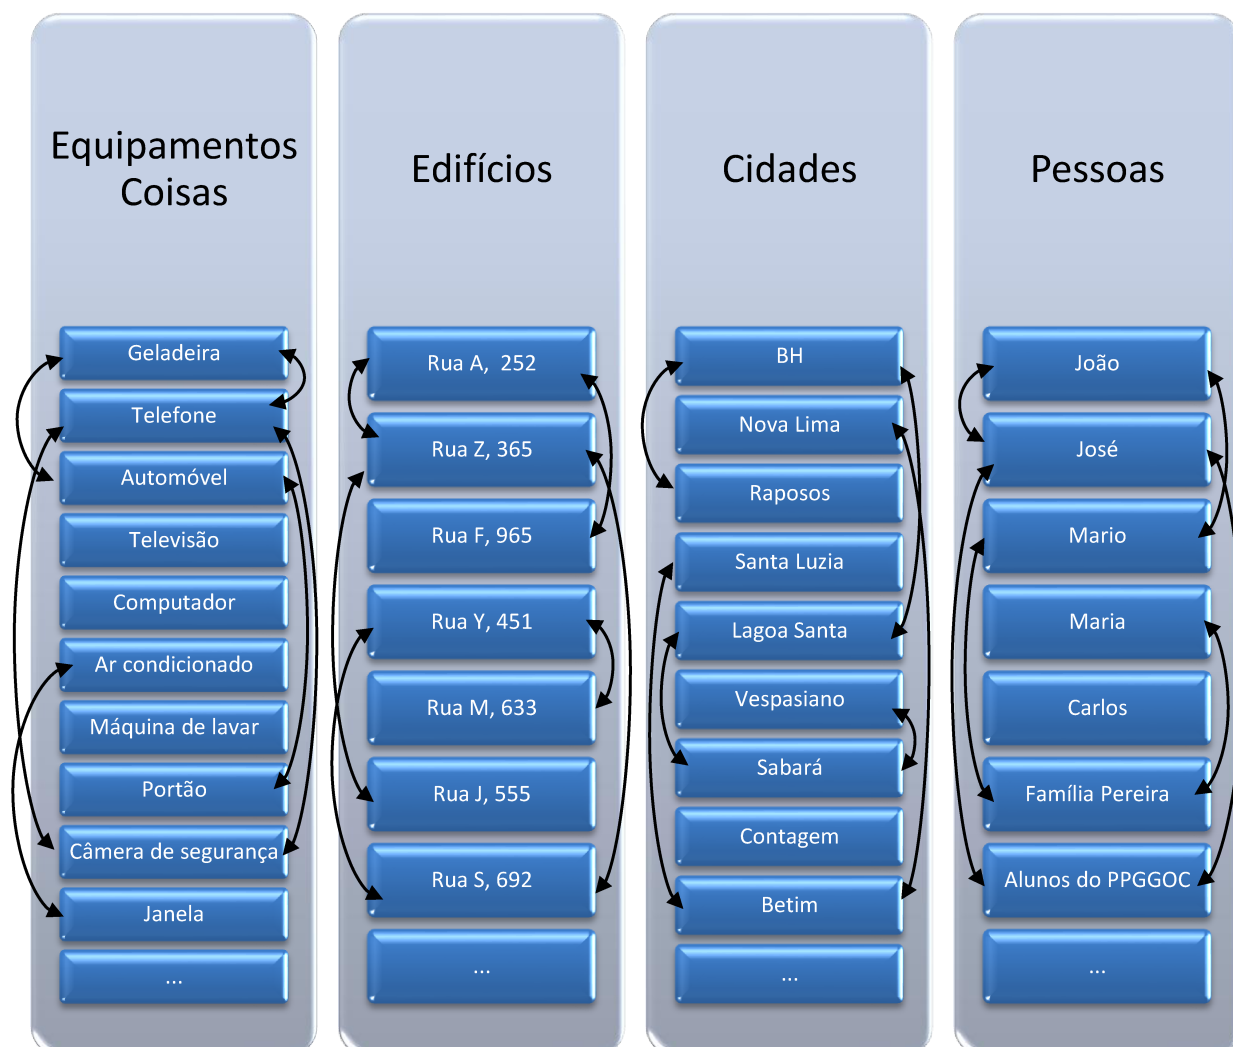 Equipamentos
Coisas
Geladeira
Telefone
Automóvel
Televisão
Computador
Ar condicionado
Máquina de lavar
Portão
Câmera de segurança
Janela
...
Edifícios
Rua A,  252
Rua Z, 365
Rua F, 965
Rua Y, 451
Rua M, 633
Rua J, 555
Rua S, 692
...
Cidades
BH
Nova Lima
Raposos
Santa Luzia
Lagoa Santa
Vespasiano
Sabará
Contagem
Betim
...
Pessoas
João
José
Mario
Maria
Carlos
Família Pereira
Alunos do PPGGOC
...